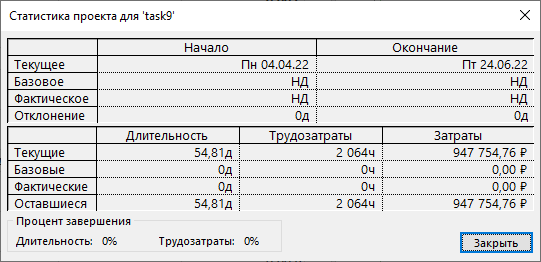 Статистика проекта для 'task9'
Начало Окончание
Текущее Пн 04.04.22 Пт 24.06.22
Базовое НД НД
Фактическое НД НД
Отклонение 0д 0д
Длительность Трудозатраты Затраты
Текущие 54,81д 2 064ч 947 754,76 ₽
Базовые 0д 0ч 0,00 ₽
Фактические 0д 0ч 0,00 ₽
Оставшиеся 54,81д 2 064ч 947 754,76 ₽
Процент завершения
Длительность: 0% Трудозатраты: 0%
Закрыть